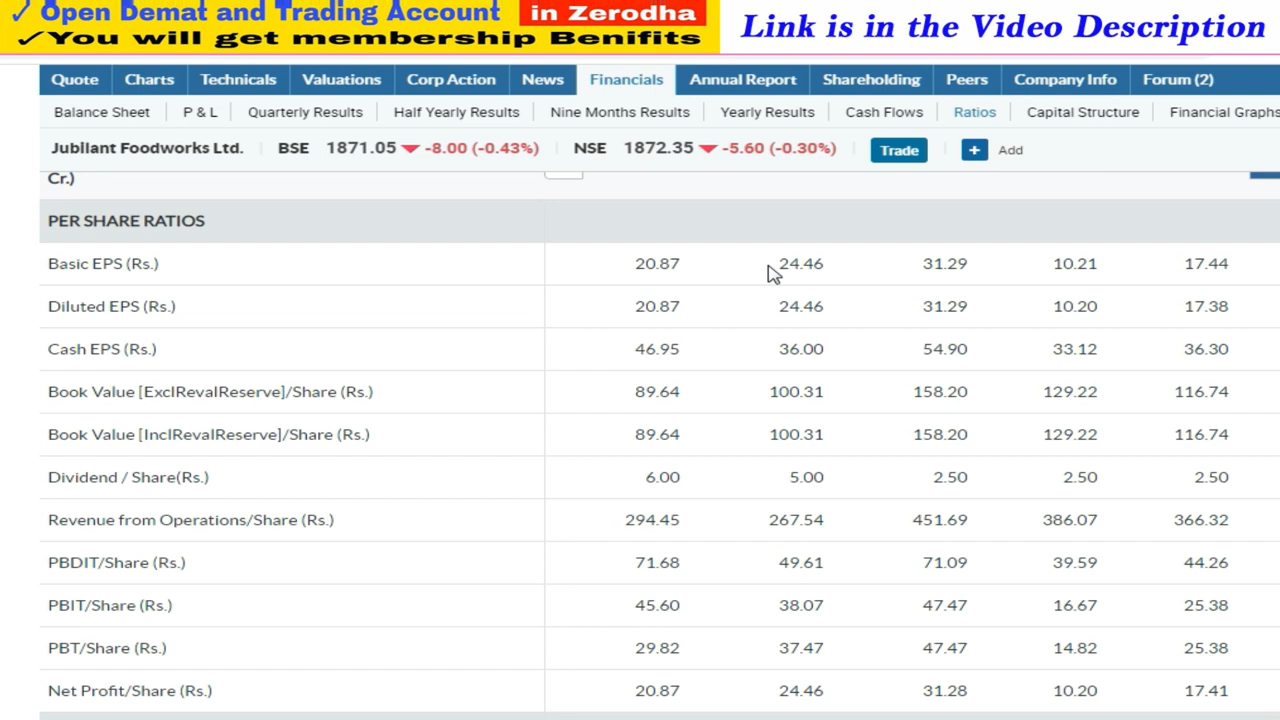 ✓ Open Demat and Trading Account in Zerodha
✓You will get membership Benifits
Link is in the Video Description
Quote Charts Technicals Valuations Corp Action News Financials Annual Report Shareholding Peers Company Info Forum (2)
Balance Sheet P & L Quarterly Results Half Yearly Results Nine Months Results Yearly Results Cash Flows Ratios Capital Structure Financial Graphs
Jubilant Foodworks Ltd. BSE 1871.05 -8.00 (-0.43%) NSE 1872.35 -5.60 (-0.30%) Trade + Add
Cr.)
PER SHARE RATIOS
Basic EPS (Rs.) 20.87 24.46 31.29 10.21 17.44
Diluted EPS (Rs.) 20.87 24.46 31.29 10.20 17.38
Cash EPS (Rs.) 46.95 36.00 54.90 33.12 36.30
Book Value [ExclRevalReserve]/Share (Rs.) 89.64 100.31 158.20 129.22 116.74
Book Value [InclRevalReserve]/Share (Rs.) 89.64 100.31 158.20 129.22 116.74
Dividend / Share(Rs.) 6.00 5.00 2.50 2.50 2.50
Revenue from Operations/Share (Rs.) 294.45 267.54 451.69 386.07 366.32
PBDIT/Share (Rs.) 71.68 49.61 71.09 39.59 44.26
PBIT/Share (Rs.) 45.60 38.07 47.47 16.67 25.38
PBT/Share (Rs.) 29.82 37.47 47.47 14.82 25.38
Net Profit/Share (Rs.) 20.87 24.46 31.28 10.20 17.41